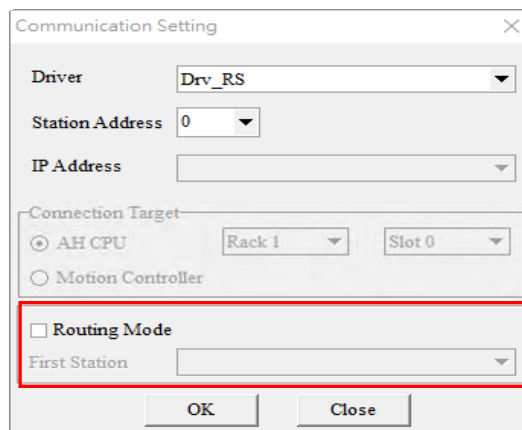 Communication Setting
Driver Drv_RS
Station Address 0
IP Address
Connection Target
AH CPU Rack 1 Slot 0
Motion Controller
Routing Mode
First Station
OK Close